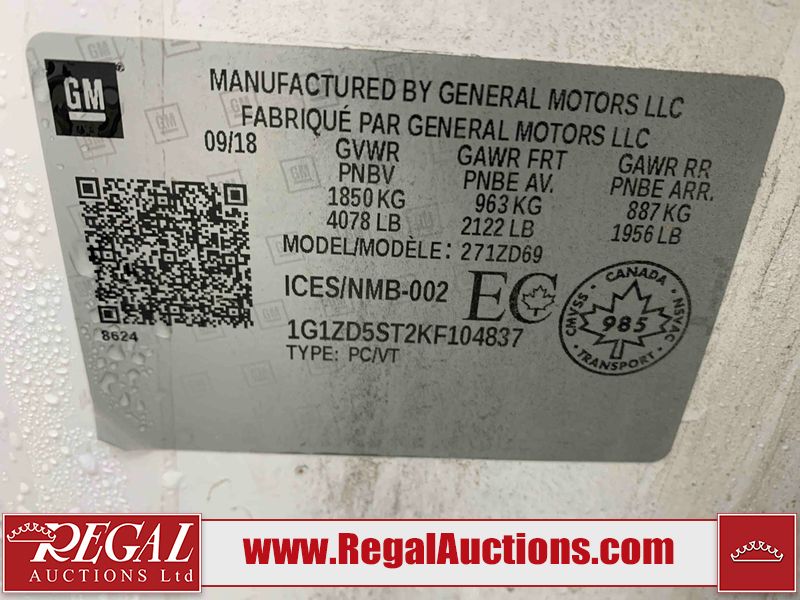 GM
MANUFACTURED BY GENERAL MOTORS LLC
FABRIQUÉ PAR GENERAL MOTORS LLC
09/18
GVWR
PNBV
1850 KG
4078 LB
GAWR FRT
PNBE AV.
963 KG
2122 LB
GAWR RR
PNBE ARR.
887 KG
1956 LB
MODEL/MODÈLE: 271ZD69
ICES/NMB-002
EC
CANADA
CMVSS
985
NSVAC
TRANSPORT
8624
1G1ZD5ST2KF104837
TYPE: PC/VT
REGAL
AUCTIONS Ltd
www.RegalAuctions.com